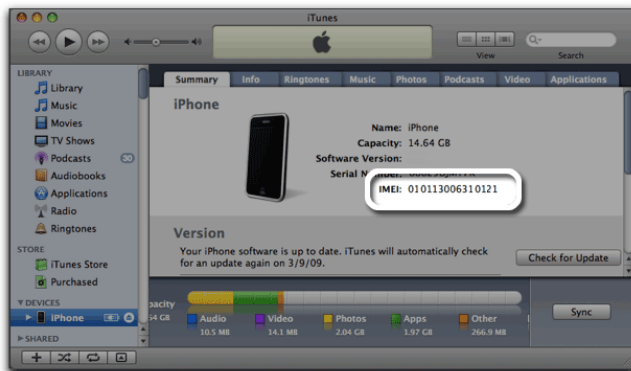 iTunes
View
Search
LIBRARY
Library
Music
Movies
TV Shows
Podcasts
Audiobooks
Applications
Radio
Ringtones
STORE
iTunes Store
Purchased
DEVICES
iPhone
SHARED
Summary Info Ringtones Music Photos Podcasts Video Applications
iPhone
Name: iPhone
Capacity: 14.64 GB
Software Version:
Serial Number:
IMEI: 010113006310121
Version
Your iPhone software is up to date. iTunes will automatically check
for an update again on 3/9/09.
Check for Update
Audio Video Photos Apps Other
10.5 MB 14.1 MB 2.04 GB 1.97 GB 266.9 MB
Sync